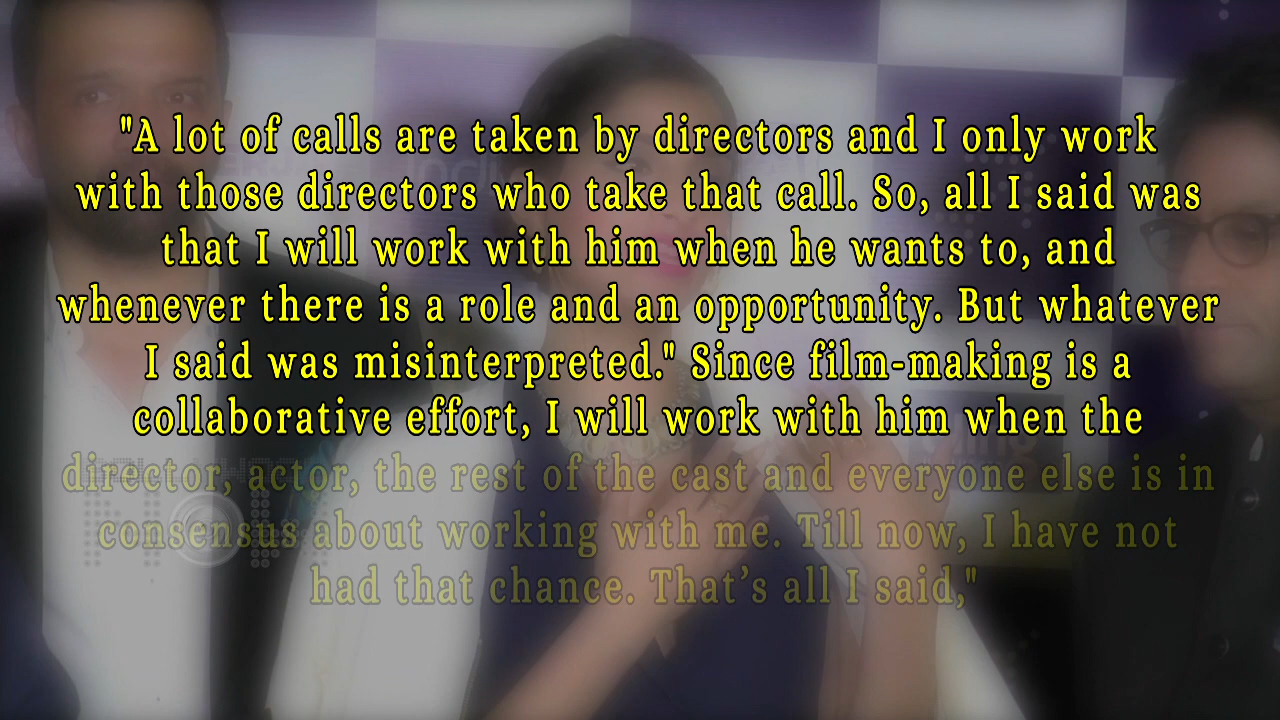 "A lot of calls are taken by directors and I only work
with those directors who take that call. So, all I said was
that I will work with him when he wants to, and
whenever there is a role and an opportunity. But whatever
I said was misinterpreted." Since film-making is a
collaborative effort, I will work with him when the
director, actor, the rest of the cast and everyone else is in
consensus about working with me. Till now, I have not
had that chance. That’s all I said,"